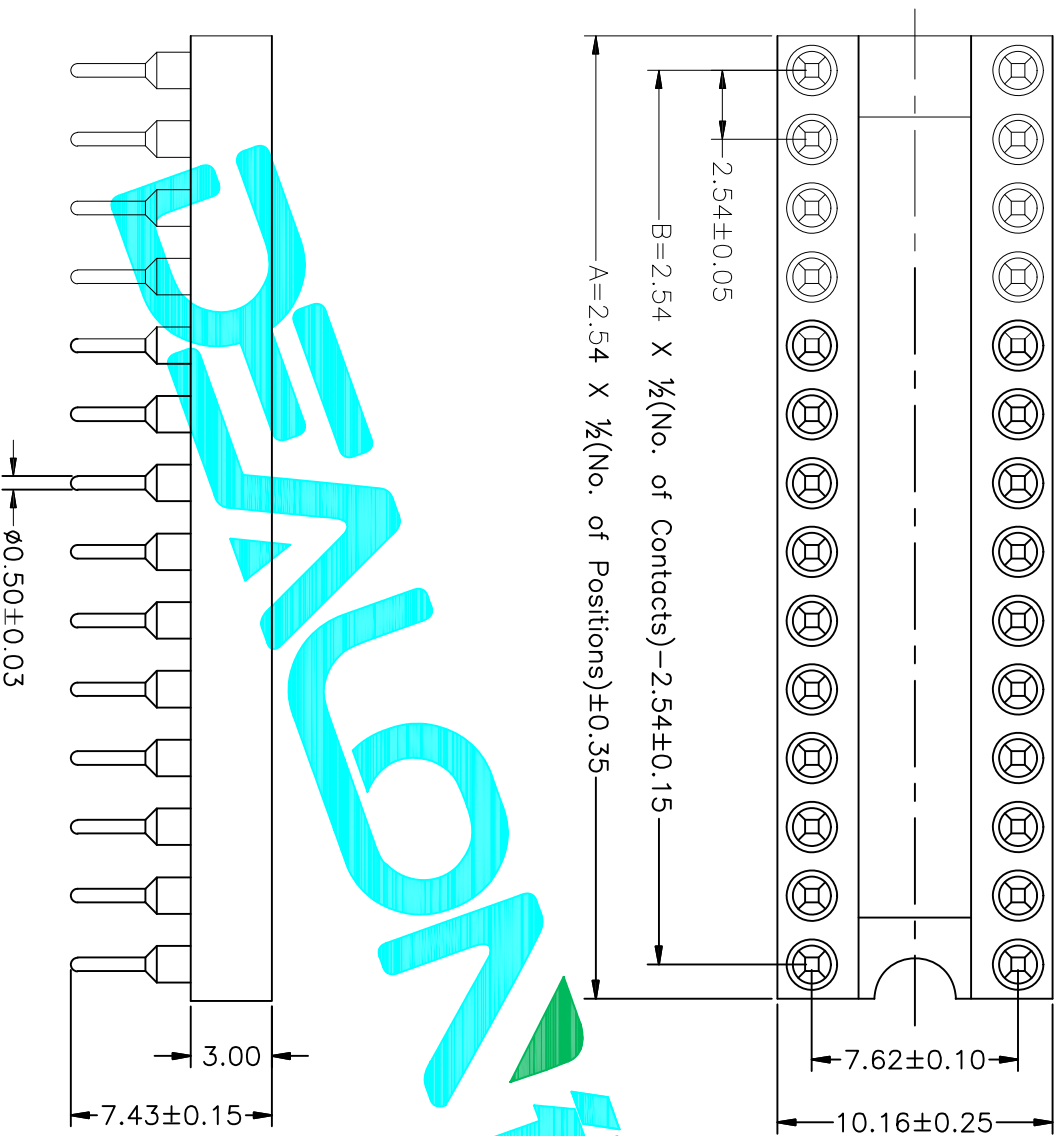 2.54±0.05
B=2.54 X ½(No. of Contacts)-2.54±0.15
A=2.54 X ½(No. of Positions)±0.35
ø0.50±0.03
3.00
7.43±0.15
7.62±0.10
10.16±0.25